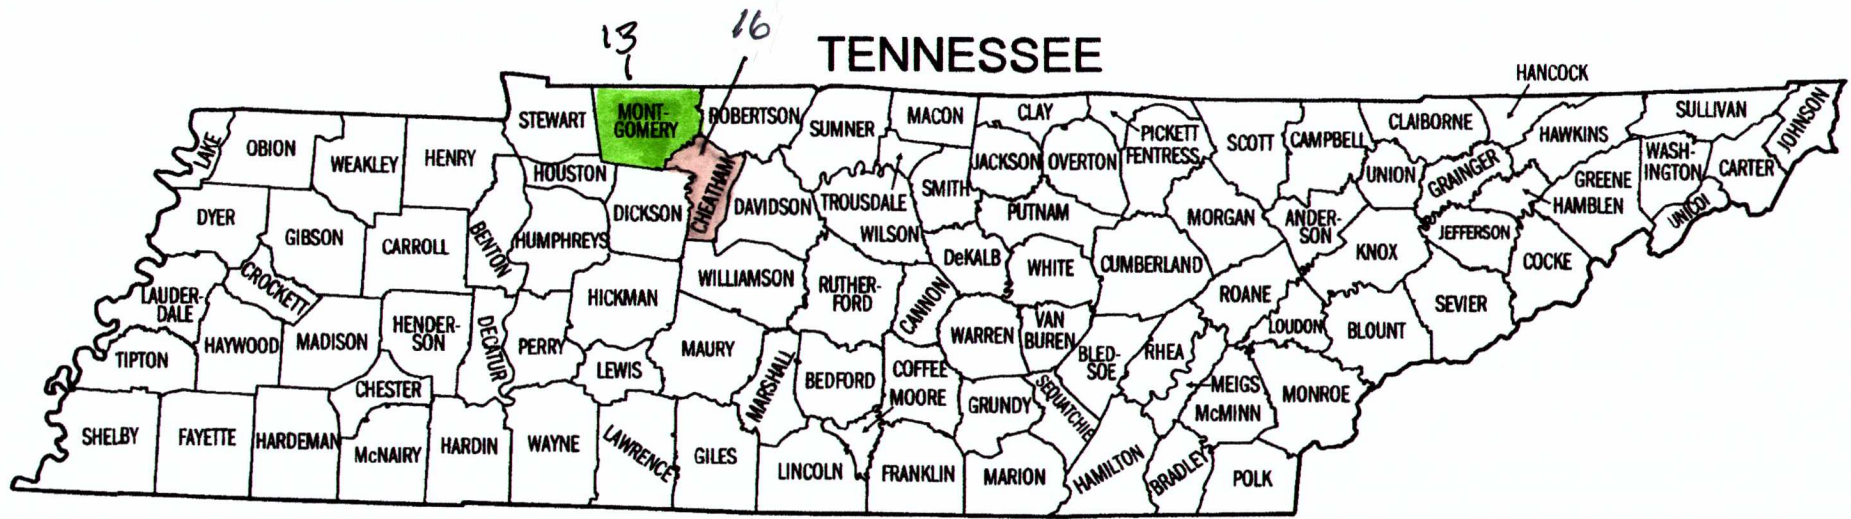 13
16
TENNESSEE
HANCOCK
STEWART
MONT-
GOMERY
ROBERTSON
SUMNER
MACON
CLAY
PICKETT
FENTRESS
SCOTT
CAMPBELL
CLAIBORNE
HAWKINS
SULLIVAN
JOHNSON
LAKE
OBION
WEAKLEY
HENRY
HOUSTON
CHEATHAM
JACKSON
OVERTON
UNION
GRAINGER
WASH-
INGTON
CARTER
GREENE
HAMBLEN
UNICOI
DYER
GIBSON
CARROLL
BENTON
HUMPHREYS
DICKSON
DAVIDSON
TROUSDALE
SMITH
WILSON
PUTNAM
MORGAN
ANDER-
SON
KNOX
JEFFERSON
COCKE
CROCKETT
LAUDER-
DALE
HICKMAN
WILLIAMSON
RUTHER-
FORD
CANNON
DeKALB
WHITE
CUMBERLAND
ROANE
LOUDON
BLOUNT
SEVIER
TIPTON
HAYWOOD
MADISON
HENDER-
SON
DECATUR
PERRY
LEWIS
MAURY
MARSHALL
BEDFORD
COFFEE
MOORE
WARREN
VAN
BUREN
BLED-
SOE
RHEA
MEIGS
McMINN
MONROE
CHESTER
GRUNDY
SEQUATCHIE
SHELBY
FAYETTE
HARDEMAN
McNAIRY
HARDIN
WAYNE
LAWRENCE
GILES
LINCOLN
FRANKLIN
MARION
HAMILTON
BRADLEY
POLK